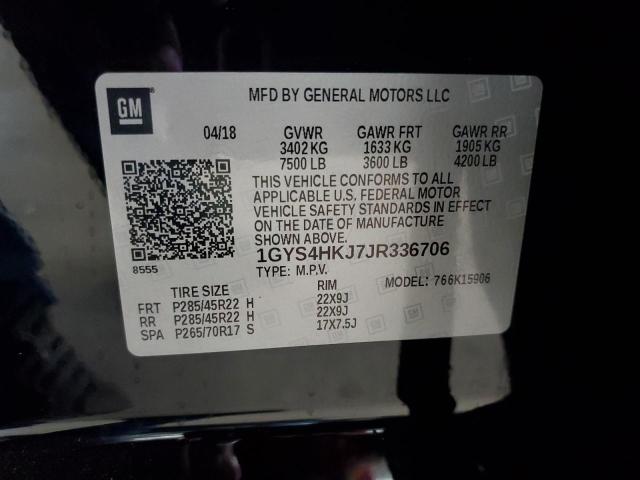 GM
MFD BY GENERAL MOTORS LLC
04/18 GVWR GAWR FRT GAWR RR
3402 KG 1633 KG 1905 KG
7500 LB 3600 LB 4200 LB
THIS VEHICLE CONFORMS TO ALL
APPLICABLE U.S. FEDERAL MOTOR
VEHICLE SAFETY STANDARDS IN EFFECT
ON THE DATE OF MANUFACTURE
SHOWN ABOVE.
8555
1GYS4HKJ7JR336706
TYPE: M.P.V. MODEL: 766K15906
TIRE SIZE RIM
FRT P285/45R22 H 22X9J
RR P285/45R22 H 22X9J
SPA P265/70R17 S 17X7.5J